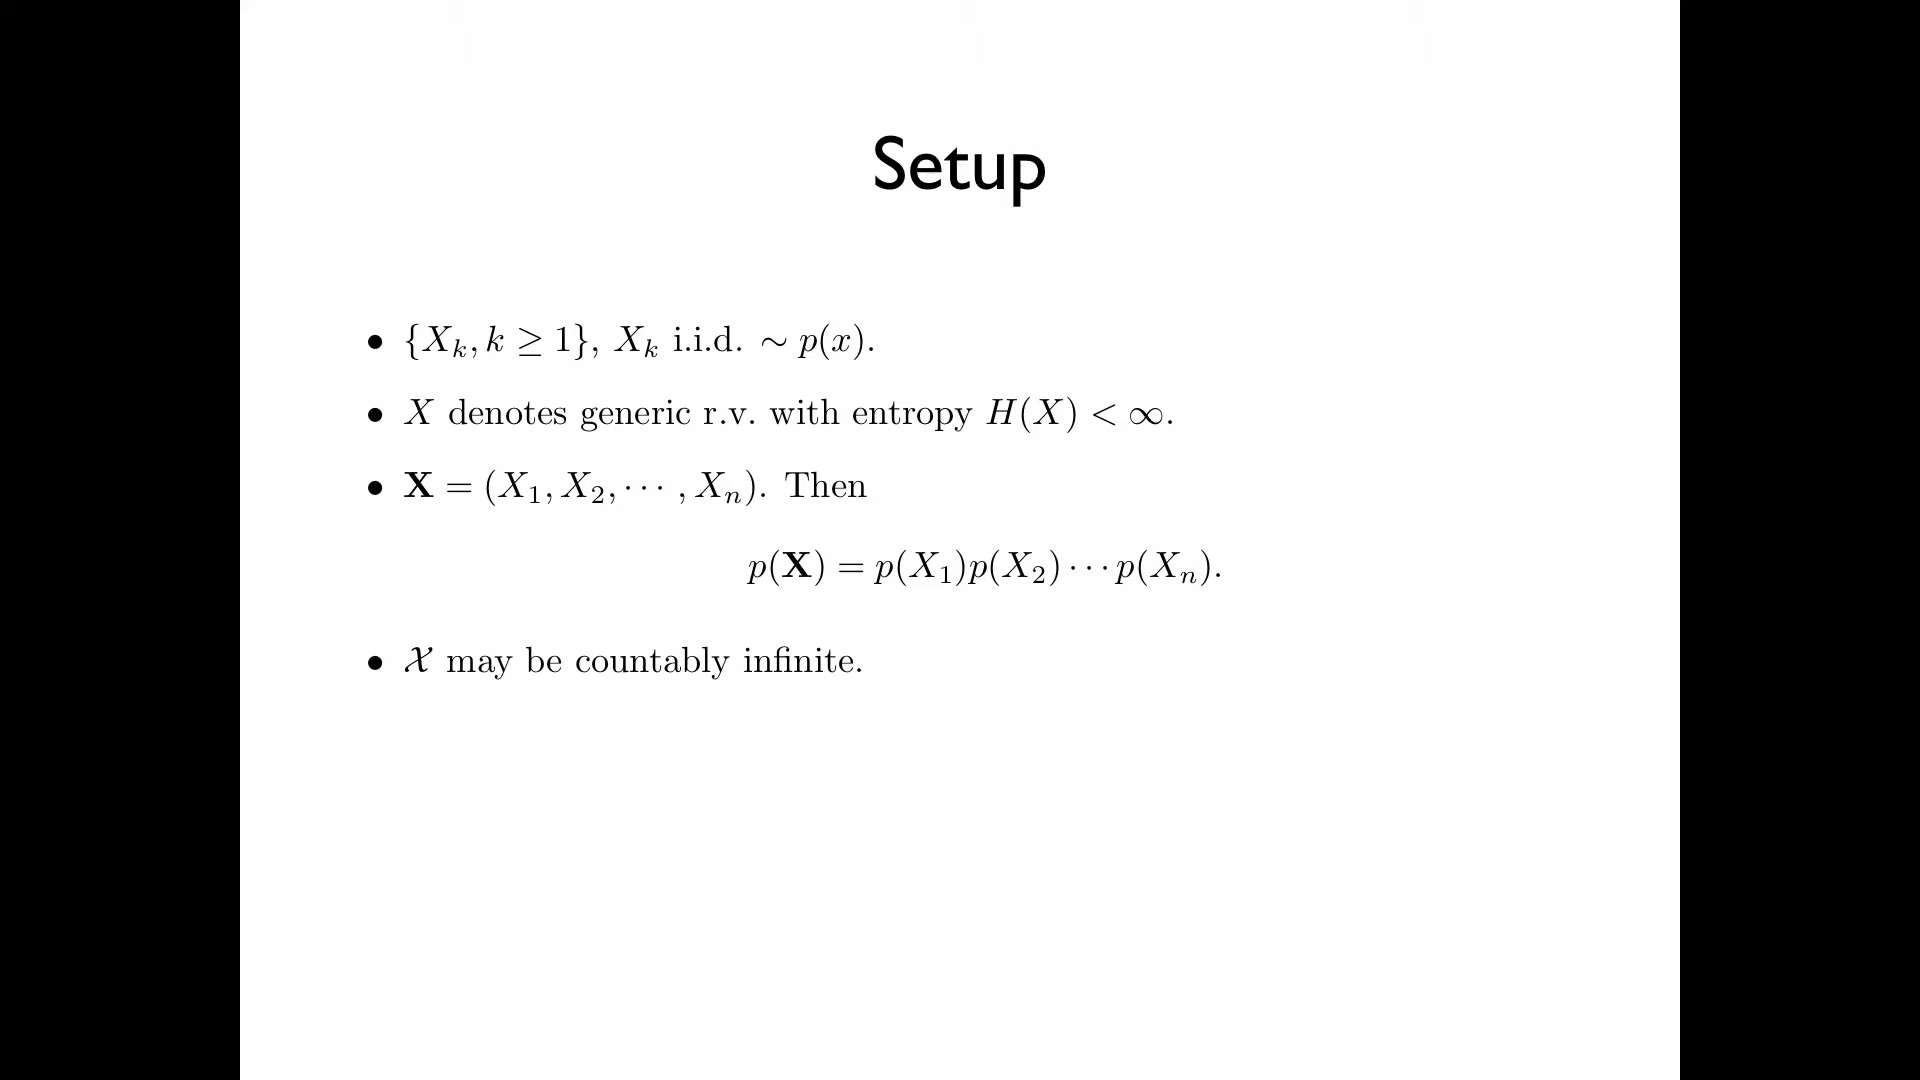 Setup
• {X_k, k ≥ 1}, X_k i.i.d. ∼ p(x).
• X denotes generic r.v. with entropy H(X) < ∞.
• 𝐗 = (X_1, X_2, ⋯ , X_n). Then
p(𝐗) = p(X_1)p(X_2) ⋯ p(X_n).
• 𝒳 may be countably infinite.